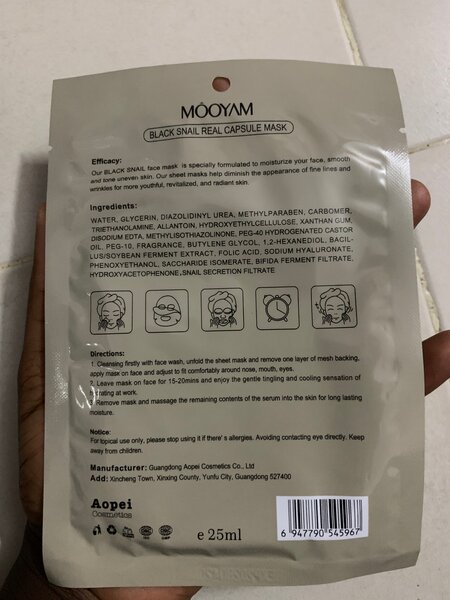 MOOYAM
BLACK SNAIL REAL CAPSULE MASK
Efficacy:
Our BLACK SNAIL face mask is specially formulated to moisturize your face, smooth
and tone uneven skin. Our sheet masks help diminish the appearance of fine lines and
wrinkles for more youthful, revitalized, and radiant skin.
Ingredients:
WATER, GLYCERIN, DIAZOLIDINYL UREA, METHYLPARABEN, CARBOMER,
TRIETHANOLAMINE, ALLANTOIN, HYDROXYETHYLCELLULOSE, XANTHAN GUM,
DISODIUM EDTA, METHYLISOTHIAZOLINONE, PEG-40 HYDROGENATED CASTOR
OIL, PEG-10, FRAGRANCE, BUTYLENE GLYCOL, 1,2-HEXANEDIOL, BACIL-
LUS/SOYBEAN FERMENT EXTRACT, FOLIC ACID, SODIUM HYALURONATE,
PHENOXYETHANOL, SACCHARIDE ISOMERATE, BIFIDA FERMENT FILTRATE,
HYDROXYACETOPHENONE, SNAIL SECRETION FILTRATE
Directions:
1. Cleansing firstly with face wash, unfold the sheet mask and remove one layer of mesh backing,
apply mask on face and adjust to fit comfortably around nose, mouth, eyes.
2. Leave mask on face for 15-20mins and enjoy the gentle tingling and cooling sensation of
hydrating at work.
3. Remove mask and massage the remaining contents of the serum into the skin for long lasting
moisture.
Notice:
For topical use only, please stop using it if there's allergies. Avoiding contacting eye directly. Keep
away from children.
Manufacturer: Guangdong Aopei Cosmetics Co., Ltd
Add: Xincheng Town, Xinxing County, Yunfu City, Guangdong 527400
Aopei
Cosmetics
e 25ml
6 947790 545967